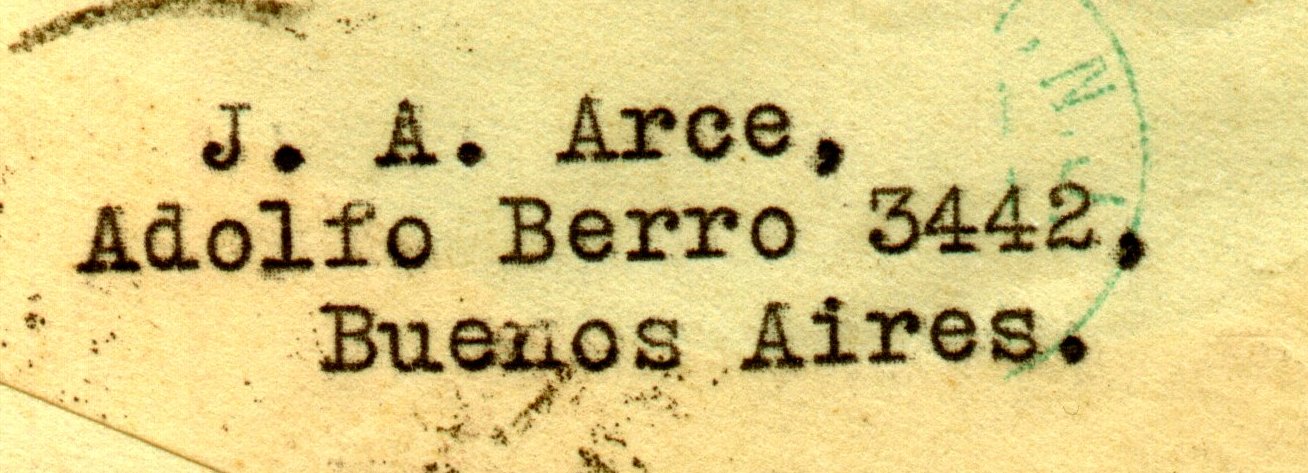 J. A. Arce,
Adolfo Berro 3442,
Buenos Aires.